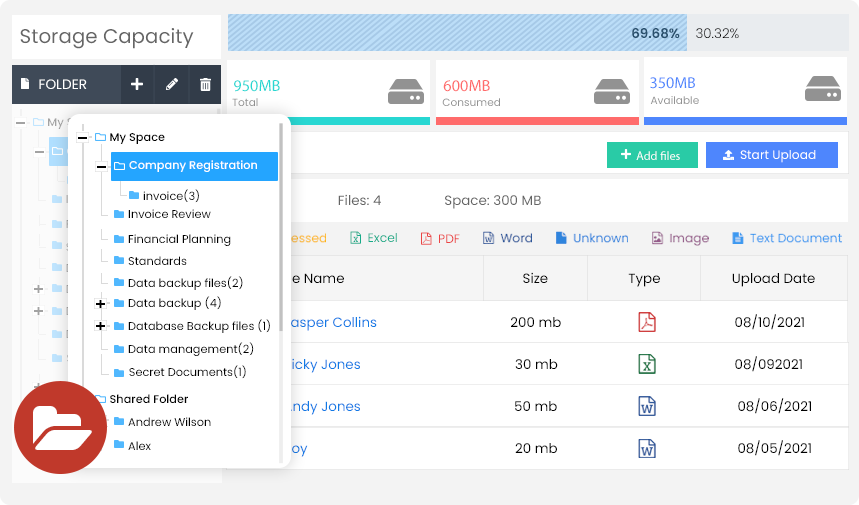 Storage Capacity
69.68% 30.32%
FOLDER
950MB
Total
600MB
Consumed
350MB
Available
Add files
Start Upload
Files: 4 Space: 300 MB
essed Excel PDF Word Unknown Image Text Document
e Name Size Type Upload Date
asper Collins 200 mb 08/10/2021
icky Jones 30 mb 08/092021
ndy Jones 50 mb 08/06/2021
oy 20 mb 08/05/2021
My S
My Space
Company Registration
invoice(3)
Invoice Review
Financial Planning
Standards
Data backup files(2)
Data backup (4)
Database Backup files (1)
Data management(2)
Secret Documents(1)
Shared Folder
Andrew Wilson
Alex